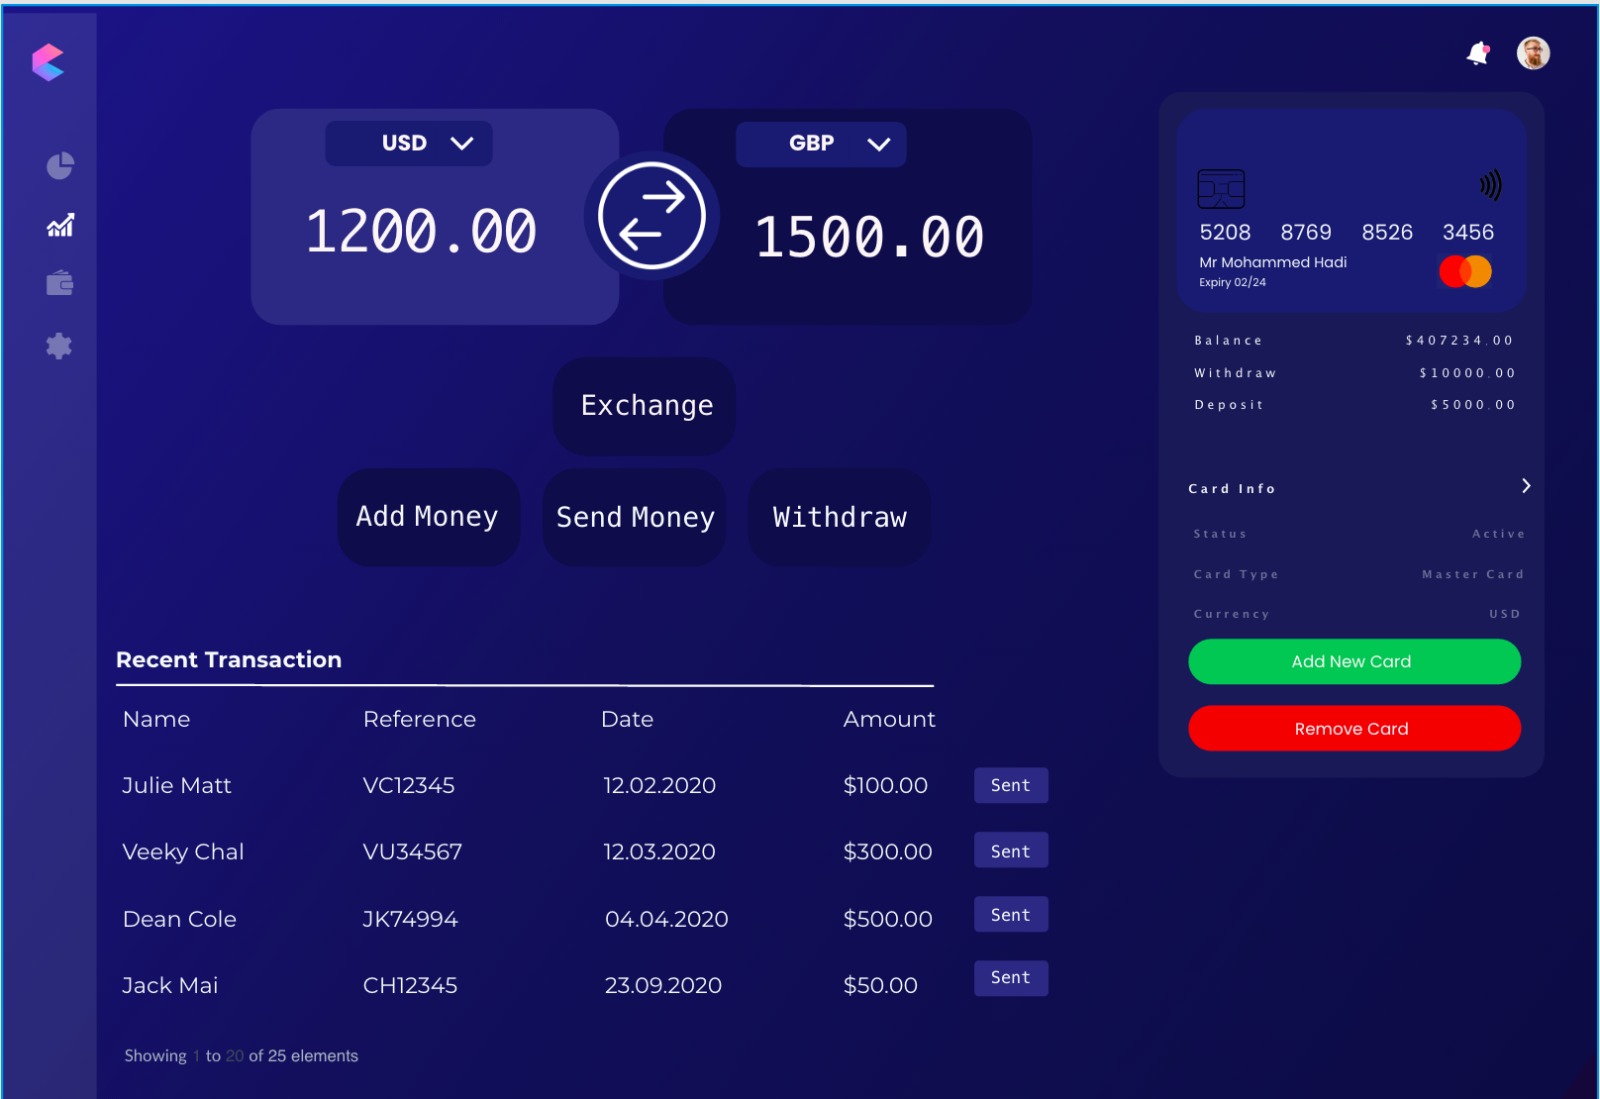 USD
1200.00
GBP
1500.00
Exchange
Add Money
Send Money
Withdraw
Recent Transaction
Name Reference Date Amount
Julie Matt VC12345 12.02.2020 $100.00 Sent
Veeky Chal VU34567 12.03.2020 $300.00 Sent
Dean Cole JK74994 04.04.2020 $500.00 Sent
Jack Mai CH12345 23.09.2020 $50.00 Sent
Showing 1 to 20 of 25 elements
5208 8769 8526 3456
Mr Mohammed Hadi
Expiry 02/24
Balance $407234.00
Withdraw $10000.00
Deposit $5000.00
Card Info
Status Active
Card Type Master Card
Currency USD
Add New Card
Remove Card